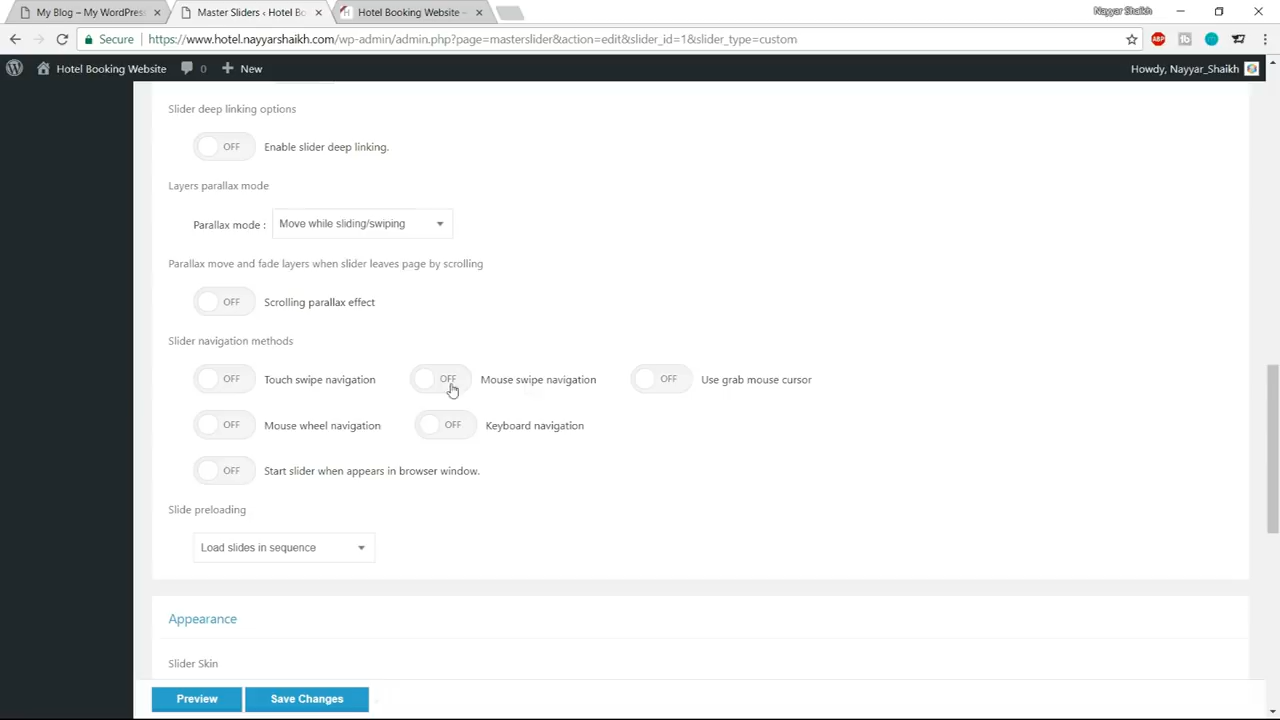 My Blog – My WordPress
Master Sliders ‹ Hotel Bo
Hotel Booking Website –
Nayyar Shaikh
Secure
https://www.hotel.nayyarshaikh.com/wp-admin/admin.php?page=masterslider&action=edit&slider_id=1&slider_type=custom
ABP
Hotel Booking Website
0
New
Howdy, Nayyar_Shaikh
Slider deep linking options
OFF Enable slider deep linking.
Layers parallax mode
Parallax mode : Move while sliding/swiping
Parallax move and fade layers when slider leaves page by scrolling
OFF Scrolling parallax effect
Slider navigation methods
OFF Touch swipe navigation OFF Mouse swipe navigation OFF Use grab mouse cursor
OFF Mouse wheel navigation OFF Keyboard navigation
OFF Start slider when appears in browser window.
Slide preloading
Load slides in sequence
Appearance
Slider Skin
Preview Save Changes